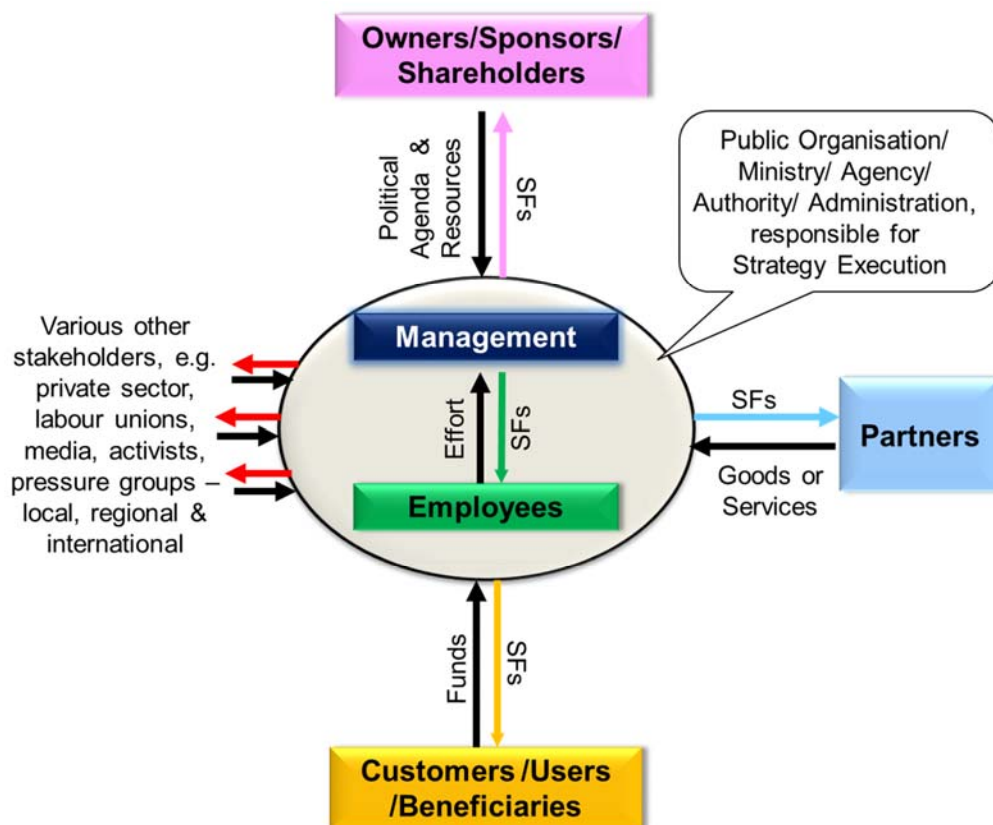 Owners/Sponsors/
Shareholders
Political
Agenda &
Resources
SFs
Public Organisation/
Ministry/ Agency/
Authority/ Administration,
responsible for
Strategy Execution
Management
Various other
stakeholders, e.g.
private sector,
labour unions,
media, activists,
pressure groups –
local, regional &
international
Effort
SFs
SFs
Partners
Goods or
Services
Employees
Funds
SFs
Customers /Users
/Beneficiaries